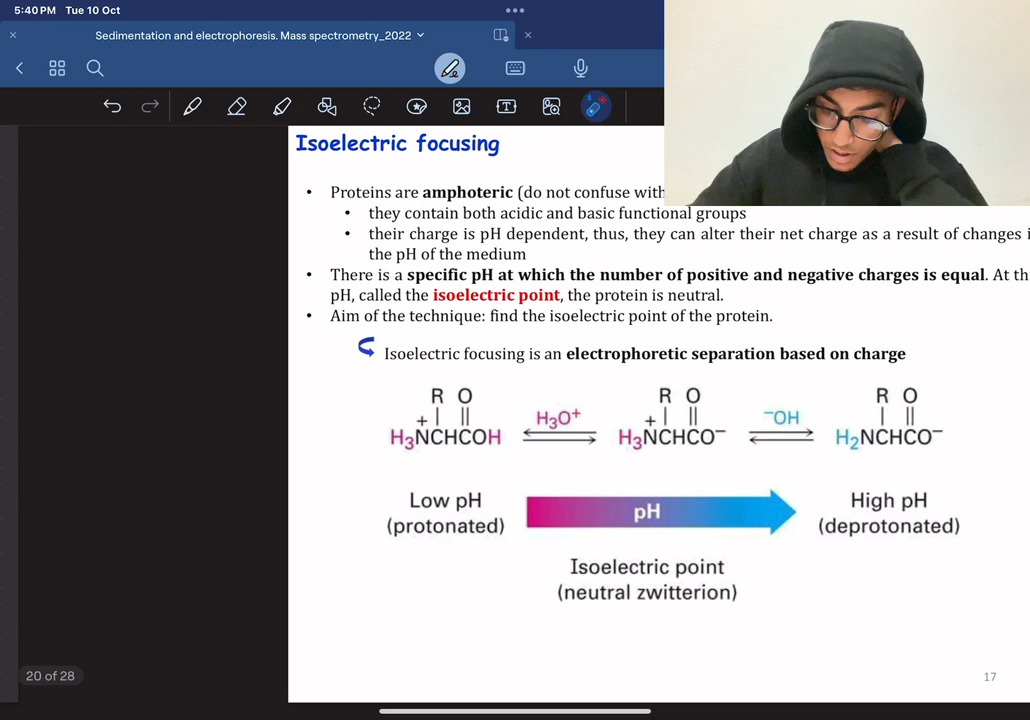 5:40 PM Tue 10 Oct
Sedimentation and electrophoresis. Mass spectrometry_2022
Isoelectric focusing
• Proteins are amphoteric (do not confuse with
• they contain both acidic and basic functional groups
• their charge is pH dependent, thus, they can alter their net charge as a result of changes i
the pH of the medium
• There is a specific pH at which the number of positive and negative charges is equal. At th
pH, called the isoelectric point, the protein is neutral.
• Aim of the technique: find the isoelectric point of the protein.
Isoelectric focusing is an electrophoretic separation based on charge
R O R O R O
+ H₃O⁺ + ⁻OH
H₃NCHCOH H₃NCHCO⁻ H₂NCHCO⁻
Low pH
(protonated)
pH
High pH
(deprotonated)
Isoelectric point
(neutral zwitterion)
20 of 28
17